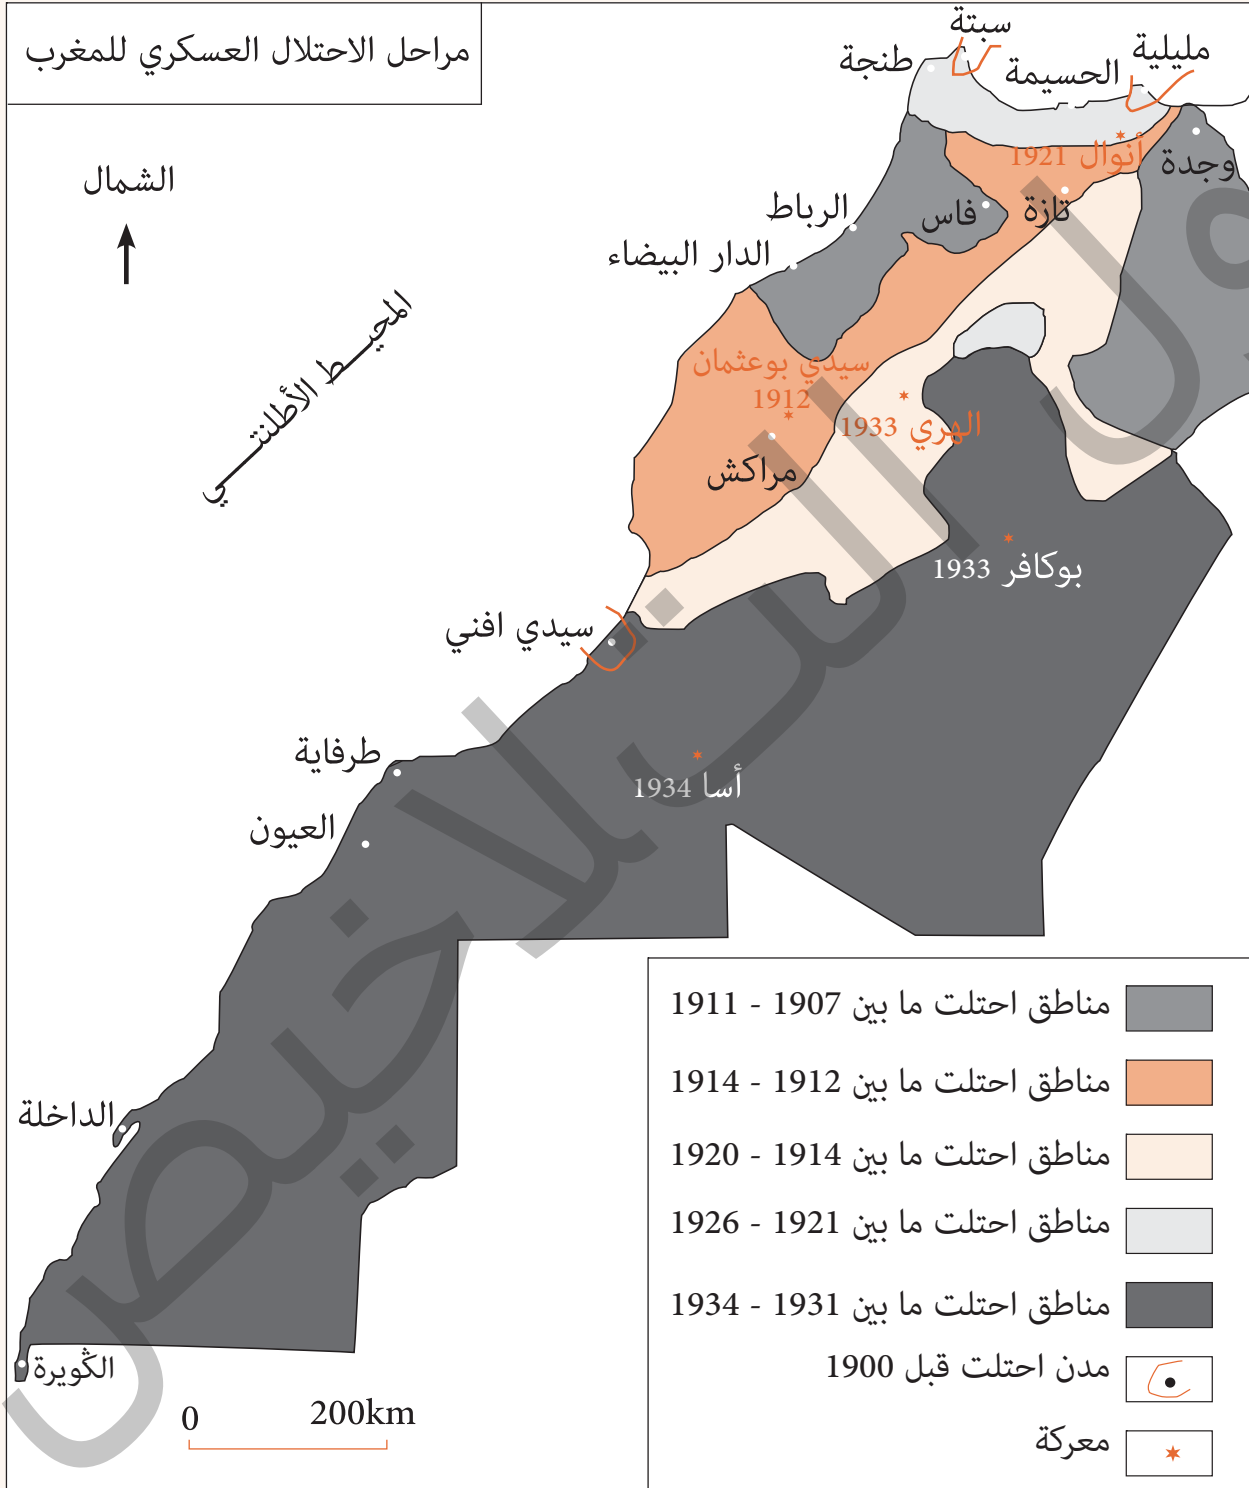 مراحل الاحتلال العسكري للمغرب
سبتة
مليلية
طنجة
الحسيمة
أنوال 1921
وجدة
الشمال
الرباط
فاس
تازة
الدار البيضاء
المحيط الأطلنتي
سيدي بوعثمان
1912
الهري 1933
مراكش
بوكافر 1933
سيدي افني
طرفاية
أسا 1934
العيون
الداخلة
الڭويرة
0 200km
مناطق احتلت ما بين 1907 - 1911
مناطق احتلت ما بين 1912 - 1914
مناطق احتلت ما بين 1914 - 1920
مناطق احتلت ما بين 1921 - 1926
مناطق احتلت ما بين 1931 - 1934
مدن احتلت قبل 1900
معركة